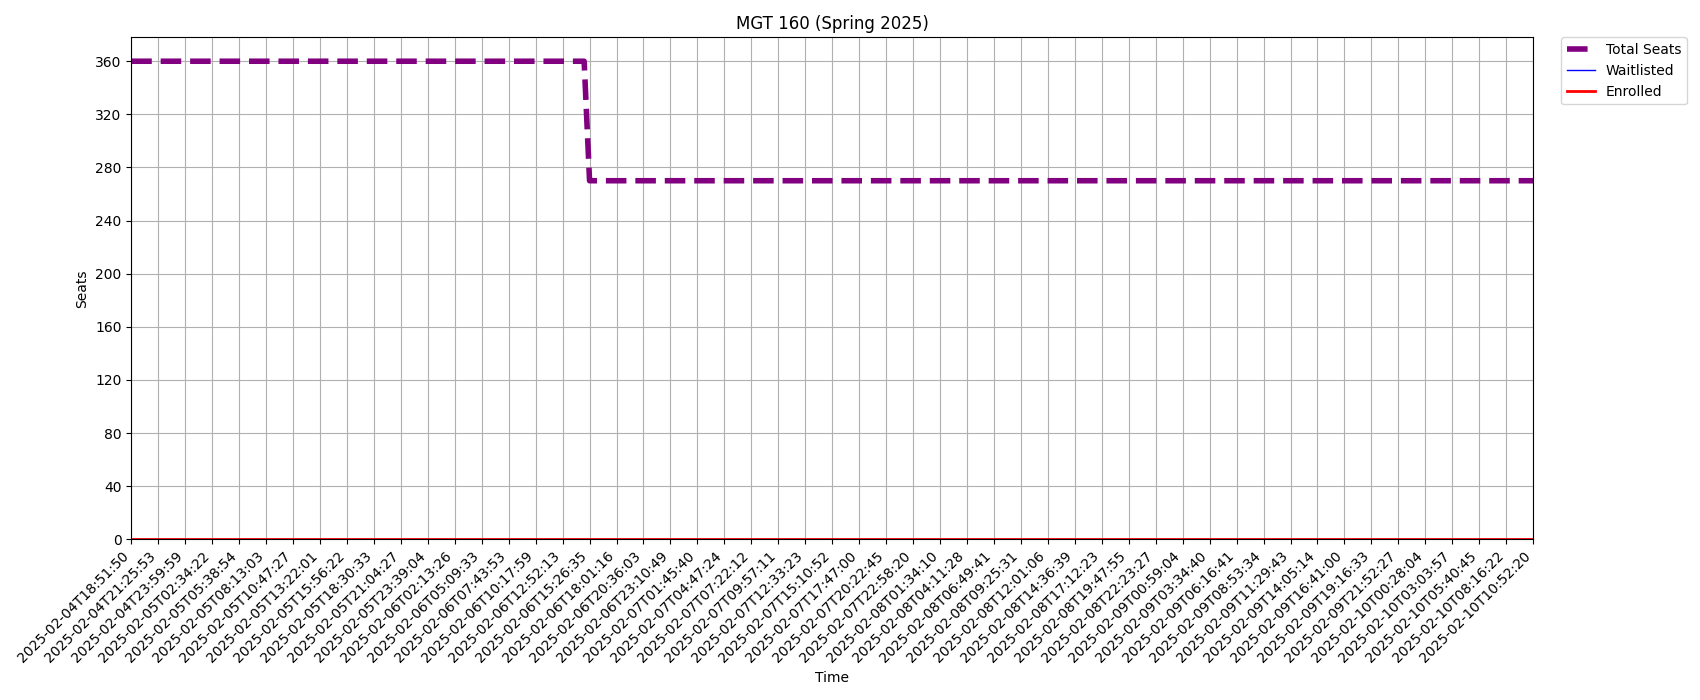 MGT 160 (Spring 2025)
Total Seats
Waitlisted
Enrolled
360
320
280
240
200
160
120
80
40
0
Seats
2025-02-04T18:51:50
2025-02-04T21:25:53
2025-02-04T23:59:59
2025-02-05T02:34:22
2025-02-05T05:38:54
2025-02-05T08:13:03
2025-02-05T10:47:27
2025-02-05T13:22:01
2025-02-05T15:56:22
2025-02-05T18:30:33
2025-02-05T21:04:27
2025-02-05T23:39:04
2025-02-06T02:13:26
2025-02-06T05:09:33
2025-02-06T07:43:53
2025-02-06T10:17:59
2025-02-06T12:52:13
2025-02-06T15:26:35
2025-02-06T18:01:16
2025-02-06T20:36:03
2025-02-06T23:10:49
2025-02-07T01:45:40
2025-02-07T04:47:24
2025-02-07T07:22:12
2025-02-07T09:57:11
2025-02-07T12:33:23
2025-02-07T15:10:52
2025-02-07T17:47:00
2025-02-07T20:22:45
2025-02-07T22:58:20
2025-02-08T01:34:10
2025-02-08T04:11:28
2025-02-08T06:49:41
2025-02-08T09:25:31
2025-02-08T12:01:06
2025-02-08T14:36:39
2025-02-08T17:12:23
2025-02-08T19:47:55
2025-02-08T22:23:27
2025-02-09T00:59:04
2025-02-09T03:34:40
2025-02-09T06:16:41
2025-02-09T08:53:34
2025-02-09T11:29:43
2025-02-09T14:05:14
2025-02-09T16:41:00
2025-02-09T19:16:33
2025-02-09T21:52:27
2025-02-10T00:28:04
2025-02-10T03:03:57
2025-02-10T05:40:45
2025-02-10T08:16:22
2025-02-10T10:52:20
Time